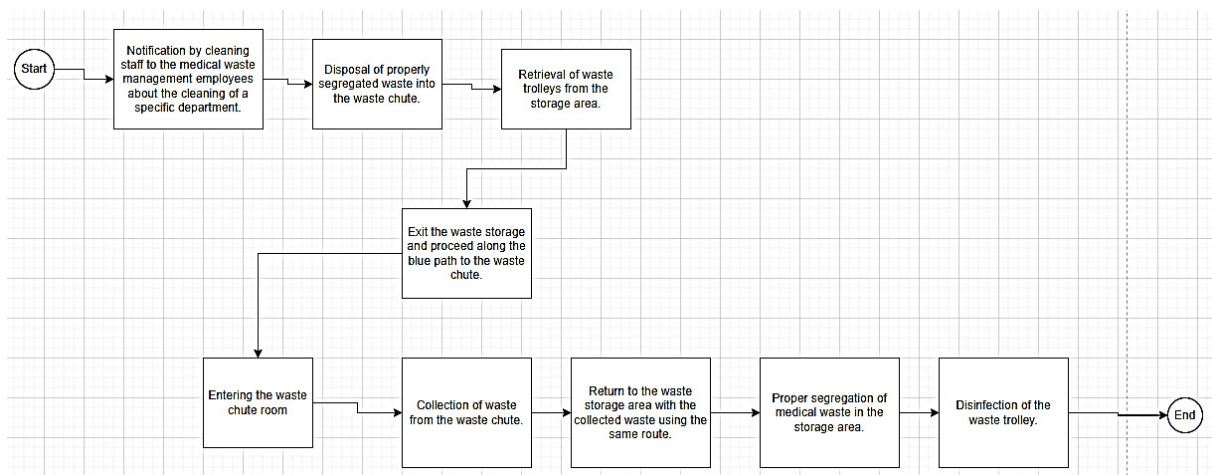 Start
Notification by cleaning
staff to the medical waste
management employees
about the cleaning of a
specific department.
Disposal of properly
segregated waste into
the waste chute.
Retrieval of waste
trolleys from the
storage area.
Exit the waste storage
and proceed along the
blue path to the waste
chute.
Entering the waste
chute room
Collection of waste
from the waste chute.
Return to the waste
storage area with the
collected waste using the
same route.
Proper segregation of
medical waste in the
storage area.
Disinfection of the
waste trolley.
End